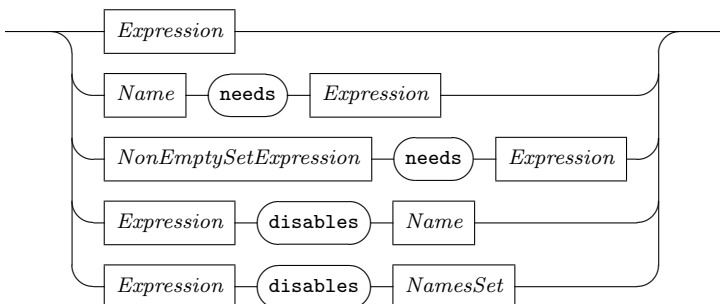 Expression
Name needs Expression
NonEmptySetExpression needs Expression
Expression disables Name
Expression disables NamesSet